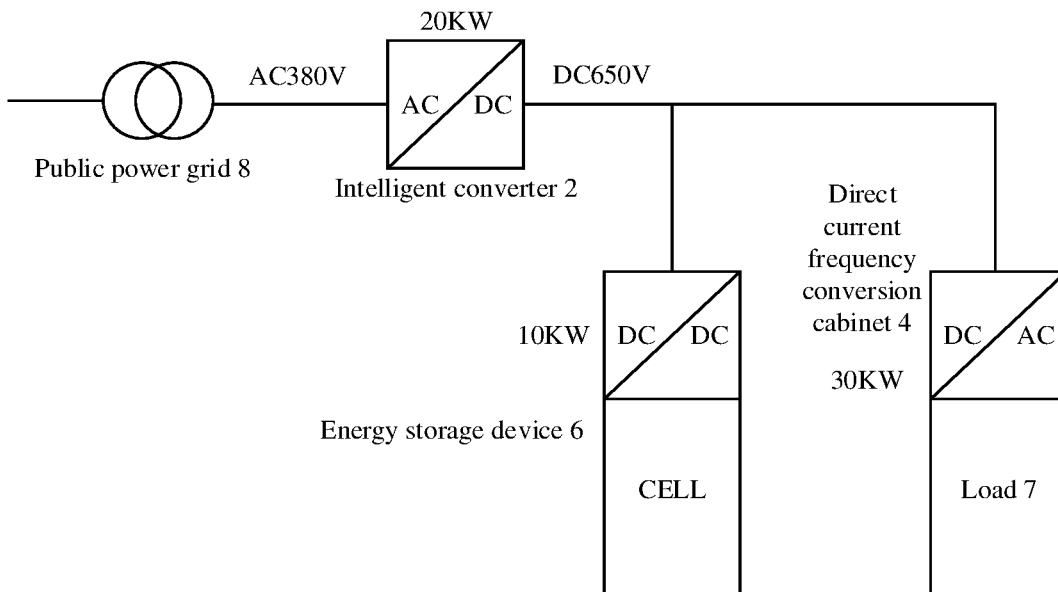 20KW
AC380V
AC
DC
DC650V
Public power grid 8
Intelligent converter 2
Direct
current
frequency
conversion
cabinet 4
10KW
DC
DC
DC
AC
30KW
Energy storage device 6
CELL
Load 7